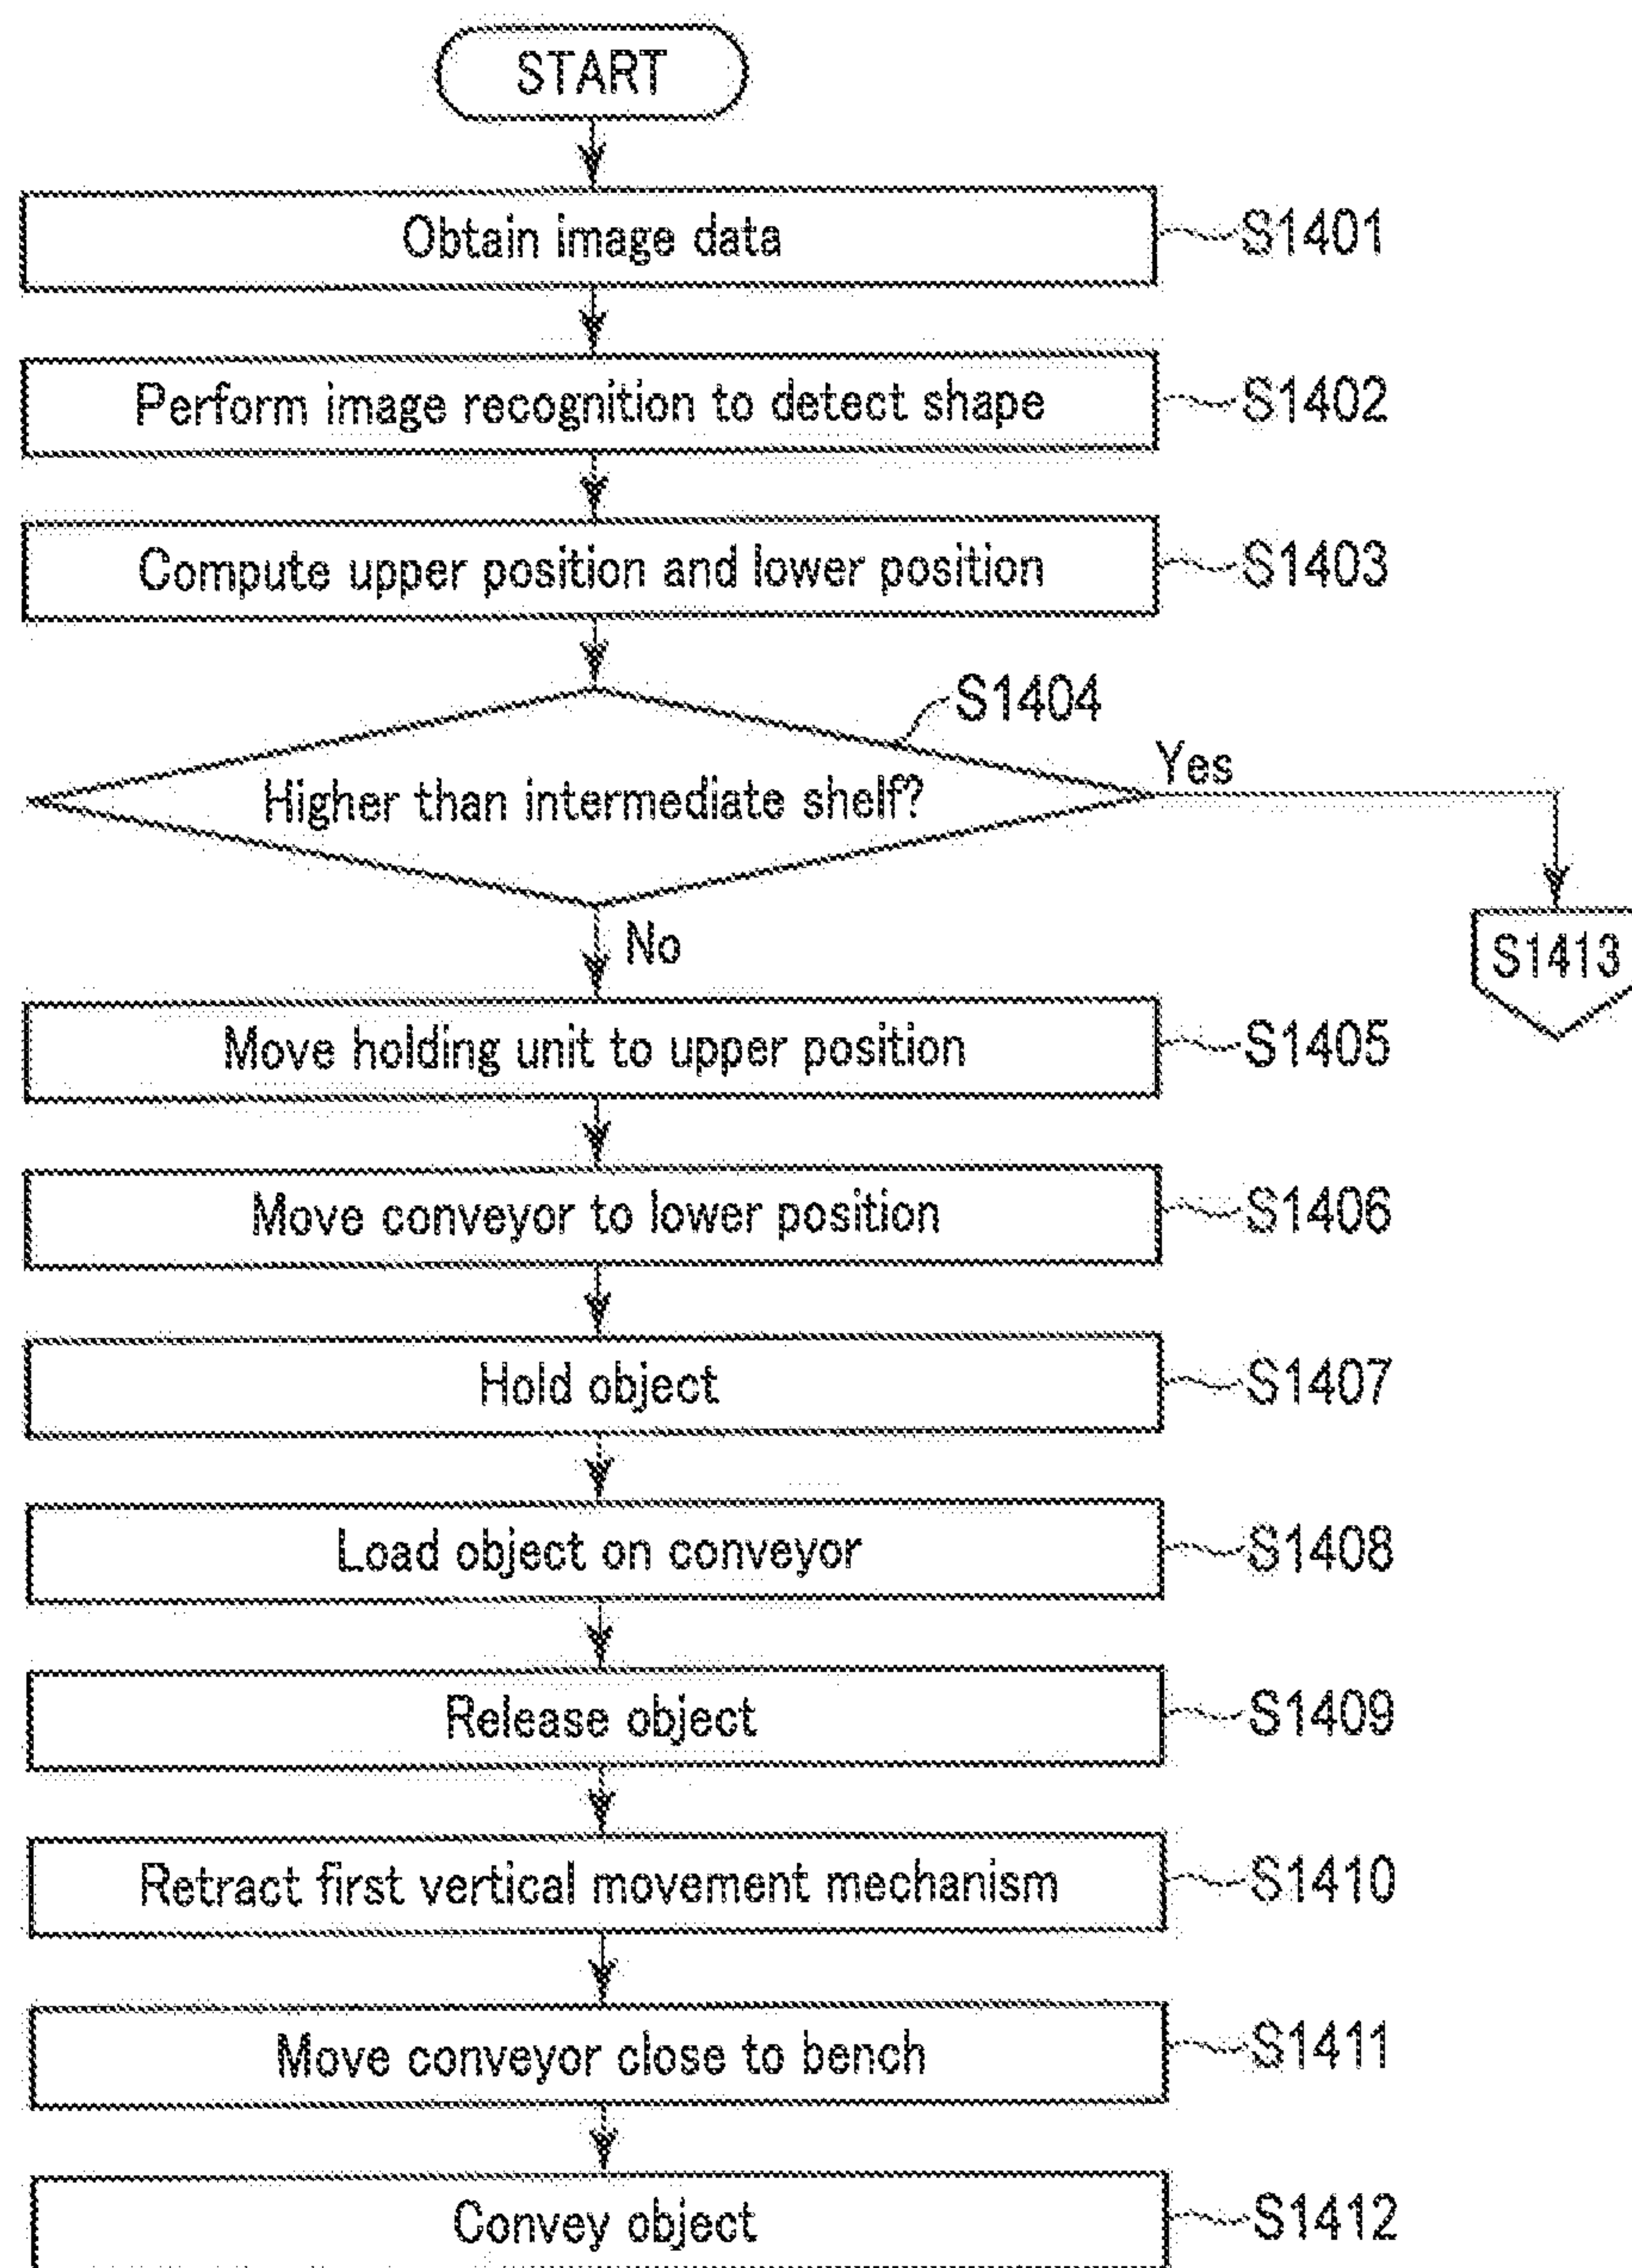 START
Obtain image data
S1401
Perform image recognition to detect shape
S1402
Compute upper position and lower position
S1403
S1404
Higher than intermediate shelf?
Yes
S1413
No
Move holding unit to upper position
S1405
Move conveyor to lower position
S1406
Hold object
S1407
Load object on conveyor
S1408
Release object
S1409
Retract first vertical movement mechanism
S1410
Move conveyor close to bench
S1411
Convey object
S1412